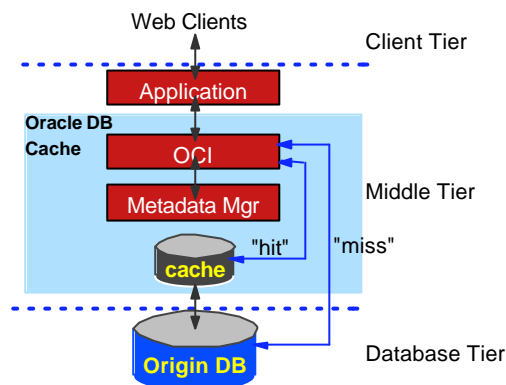 Web Clients
Client Tier
Application
Oracle DB
Cache
OCI
Metadata Mgr
Middle Tier
"hit"
"miss"
cache
Origin DB
Database Tier